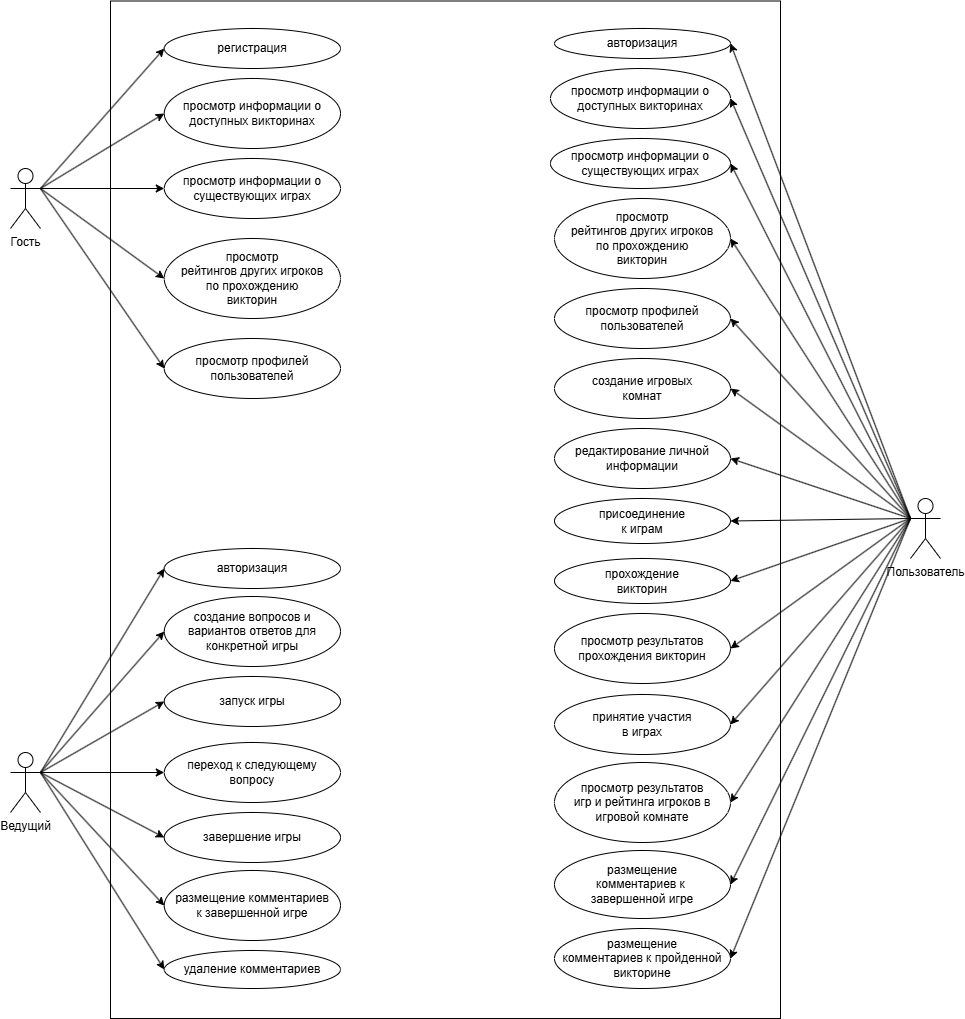 регистрация
просмотр информации о
доступных викторинах
просмотр информации о
существующих играх
Гость
просмотр
рейтингов других игроков
по прохождению
викторин
просмотр профилей
пользователей
авторизация
создание вопросов и
вариантов ответов для
конкретной игры
запуск игры
переход к следующему
вопросу
Ведущий
завершение игры
размещение комментариев
к завершенной игре
удаление комментариев
авторизация
просмотр информации о
доступных викторинах
просмотр информации о
существующих играх
просмотр
рейтингов других игроков
по прохождению
викторин
просмотр профилей
пользователей
создание игровых
комнат
редактирование личной
информации
присоединение
к играм
Пользователь
прохождение
викторин
просмотр результатов
прохождения викторин
принятие участия
в играх
просмотр результатов
игр и рейтинга игроков в
игровой комнате
размещение
комментариев к
завершенной игре
размещение
комментариев к пройденной
викторине